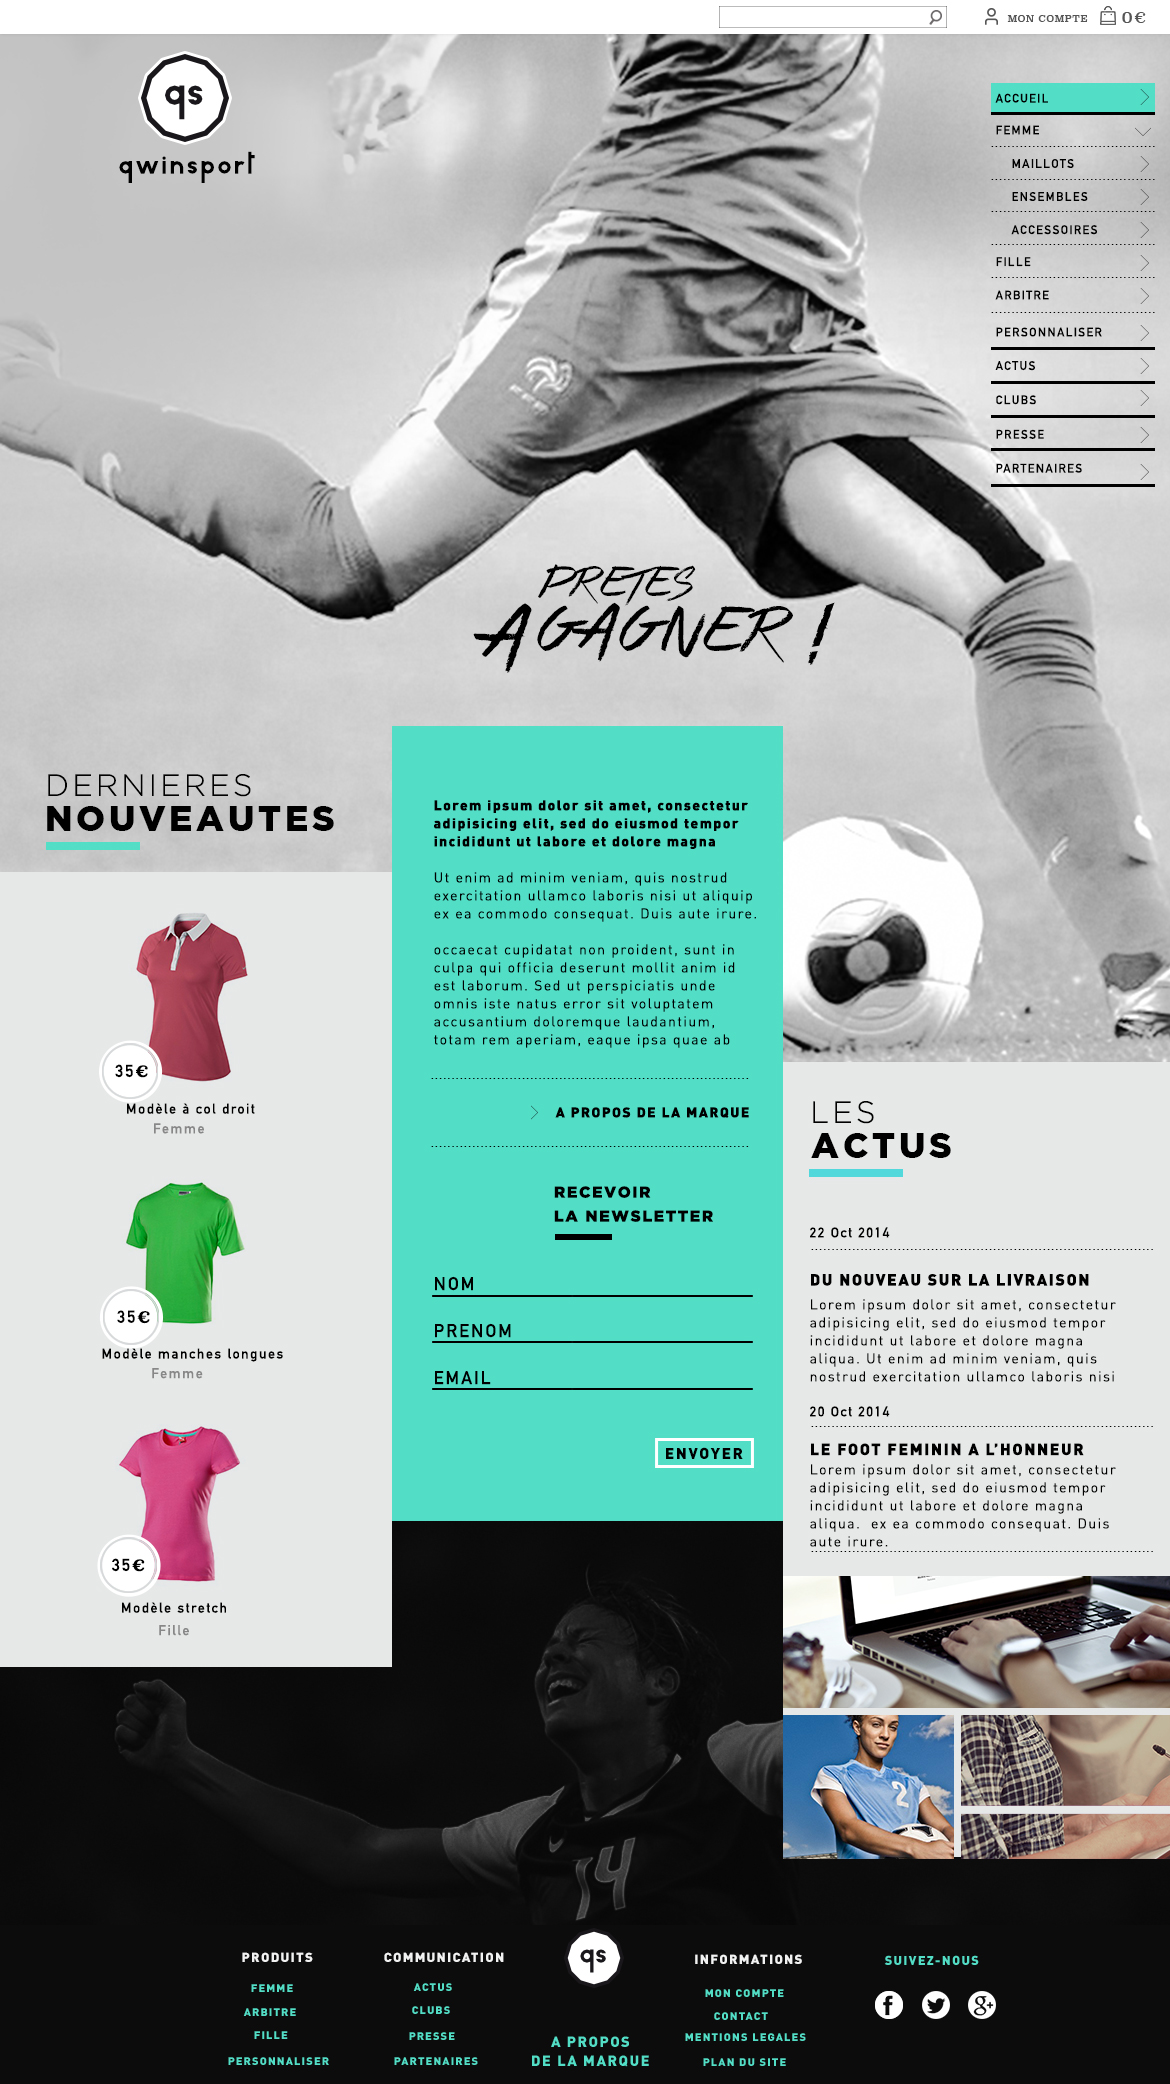 MON COMPTE
0€
qs
qwinsport
ACCUEIL
FEMME
MAILLOTS
ENSEMBLES
ACCESSOIRES
FILLE
ARBITRE
PERSONNALISER
ACTUS
CLUBS
PRESSE
PARTENAIRES
PRETES
A GAGNER !
DERNIERES
NOUVEAUTES
35€
Modèle à col droit
Femme
35€
Modèle manches longues
Femme
35€
Modèle stretch
Fille
Lorem ipsum dolor sit amet, consectetur
adipisicing elit, sed do eiusmod tempor
incididunt ut labore et dolore magna
Ut enim ad minim veniam, quis nostrud
exercitation ullamco laboris nisi ut aliquip
ex ea commodo consequat. Duis aute irure.
occaecat cupidatat non proident, sunt in
culpa qui officia deserunt mollit anim id
est laborum. Sed ut perspiciatis unde
omnis iste natus error sit voluptatem
accusantium doloremque laudantium,
totam rem aperiam, eaque ipsa quae ab
A PROPOS DE LA MARQUE
RECEVOIR
LA NEWSLETTER
NOM
PRENOM
EMAIL
ENVOYER
LES
ACTUS
22 Oct 2014
DU NOUVEAU SUR LA LIVRAISON
Lorem ipsum dolor sit amet, consectetur
adipisicing elit, sed do eiusmod tempor
incididunt ut labore et dolore magna
aliqua. Ut enim ad minim veniam, quis
nostrud exercitation ullamco laboris nisi
20 Oct 2014
LE FOOT FEMININ A L'HONNEUR
Lorem ipsum dolor sit amet, consectetur
adipisicing elit, sed do eiusmod tempor
incididunt ut labore et dolore magna
aliqua.  ex ea commodo consequat. Duis
aute irure.
2
14
PRODUITS
FEMME
ARBITRE
FILLE
PERSONNALISER
COMMUNICATION
ACTUS
CLUBS
PRESSE
PARTENAIRES
qs
A PROPOS
DE LA MARQUE
INFORMATIONS
MON COMPTE
CONTACT
MENTIONS LEGALES
PLAN DU SITE
SUIVEZ-NOUS